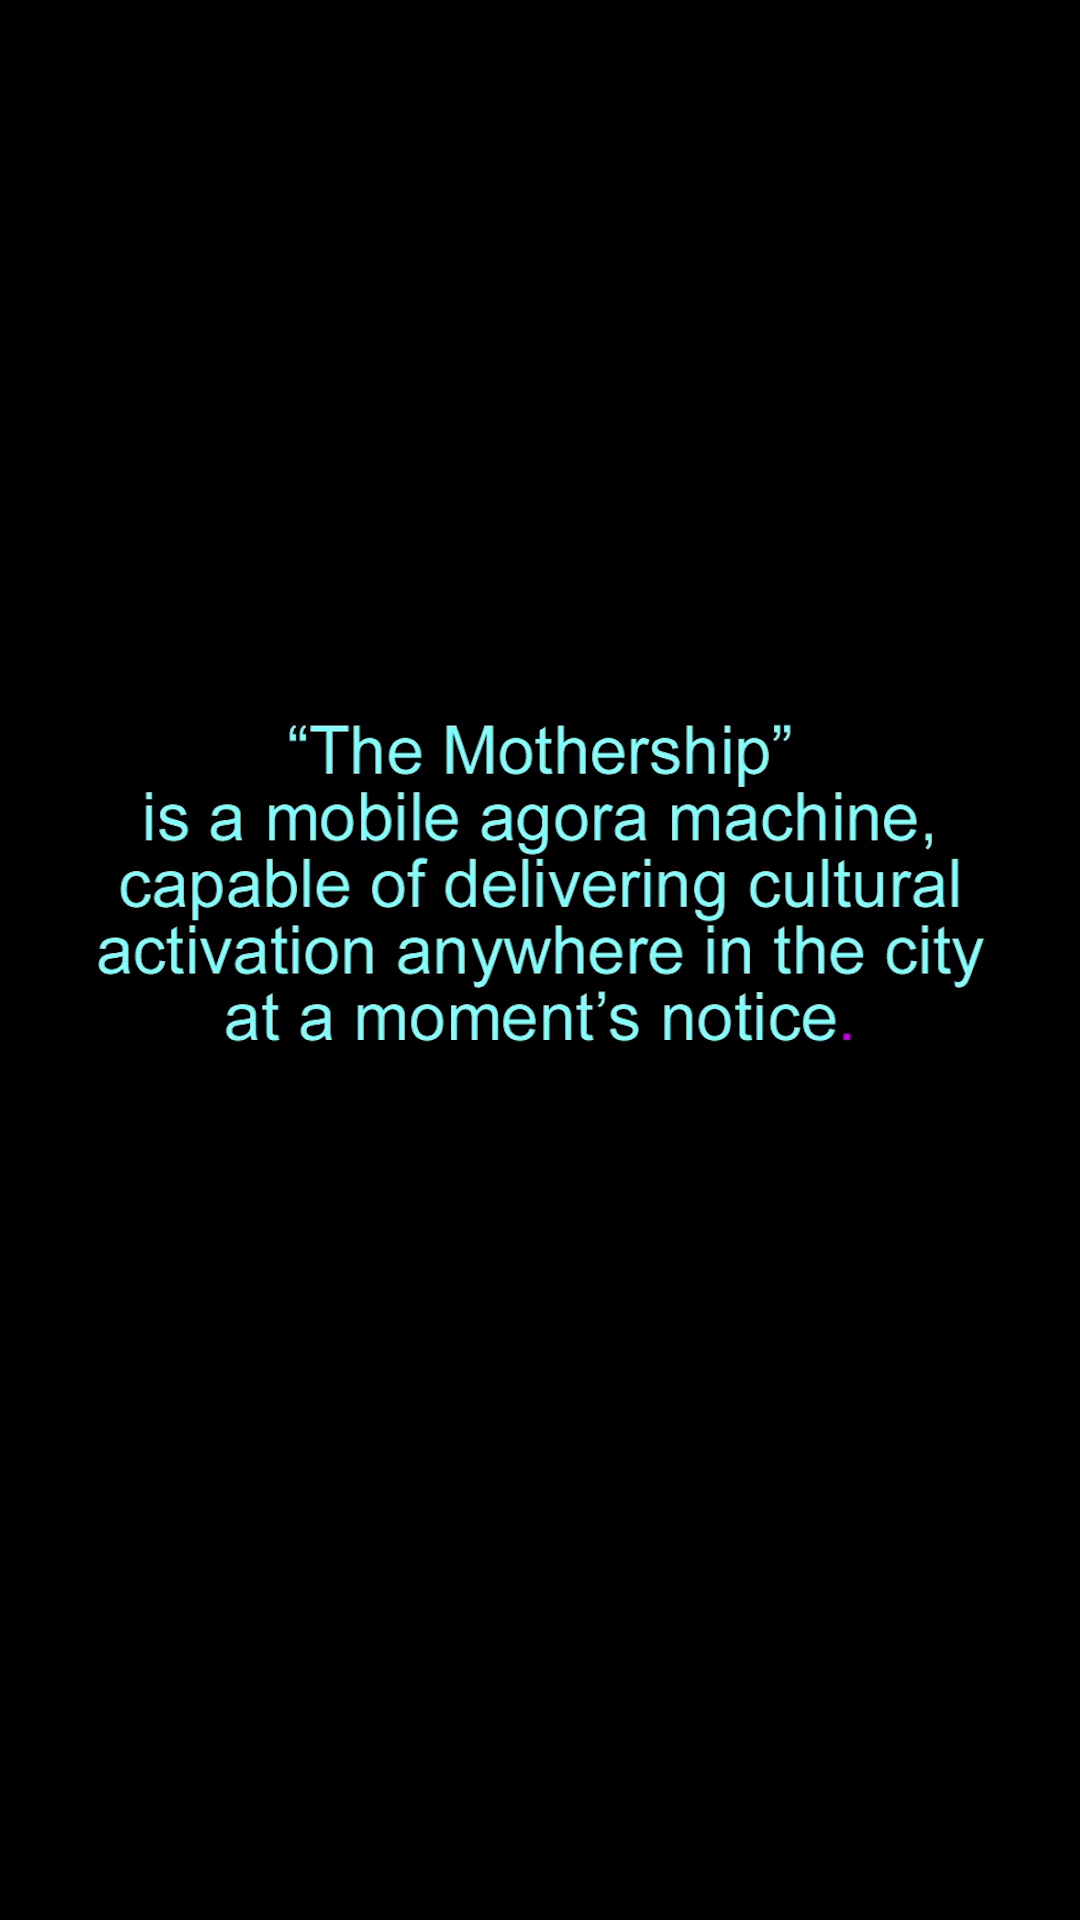 “The Mothership”
is a mobile agora machine,
capable of delivering cultural
activation anywhere in the city
at a moment’s notice.